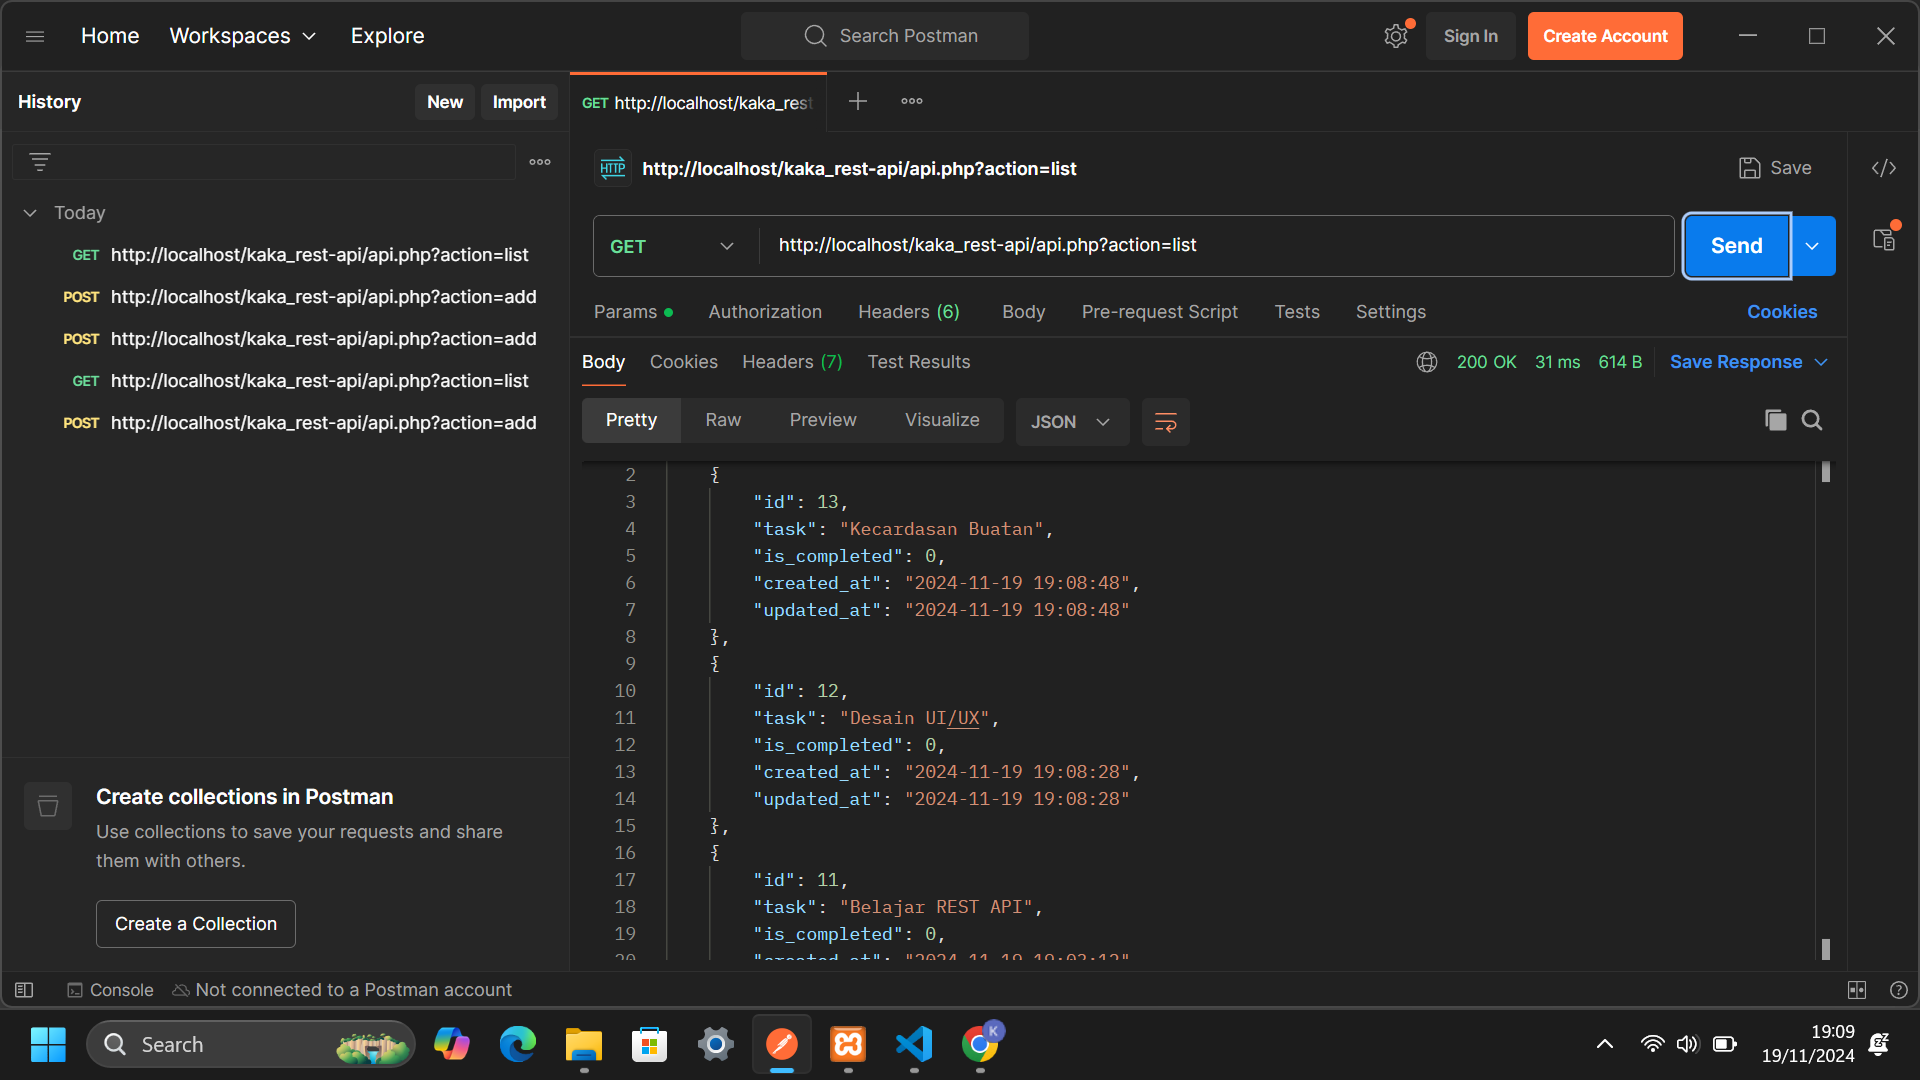 Home
Workspaces
Explore
Search Postman
Sign In
Create Account
History
New
Import
GET http://localhost/kaka_rest
HTTP
http://localhost/kaka_rest-api/api.php?action=list
Save
Today
GET http://localhost/kaka_rest-api/api.php?action=list
POST http://localhost/kaka_rest-api/api.php?action=add
POST http://localhost/kaka_rest-api/api.php?action=add
GET http://localhost/kaka_rest-api/api.php?action=list
POST http://localhost/kaka_rest-api/api.php?action=add
Create collections in Postman
Use collections to save your requests and share
them with others.
Create a Collection
GET
http://localhost/kaka_rest-api/api.php?action=list
Send
Params
Authorization
Headers (6)
Body
Pre-request Script
Tests
Settings
Cookies
Body
Cookies
Headers (7)
Test Results
200 OK
31 ms
614 B
Save Response
Pretty
Raw
Preview
Visualize
JSON
2 {
3 "id": 13,
4 "task": "Kecardasan Buatan",
5 "is_completed": 0,
6 "created_at": "2024-11-19 19:08:48",
7 "updated_at": "2024-11-19 19:08:48"
8 },
9 {
10 "id": 12,
11 "task": "Desain UI/UX",
12 "is_completed": 0,
13 "created_at": "2024-11-19 19:08:28",
14 "updated_at": "2024-11-19 19:08:28"
15 },
16 {
17 "id": 11,
18 "task": "Belajar REST API",
19 "is_completed": 0,
20 "created_at": "2024-11-19 19:03:12"
Console
Not connected to a Postman account
Search
K
19:09
19/11/2024